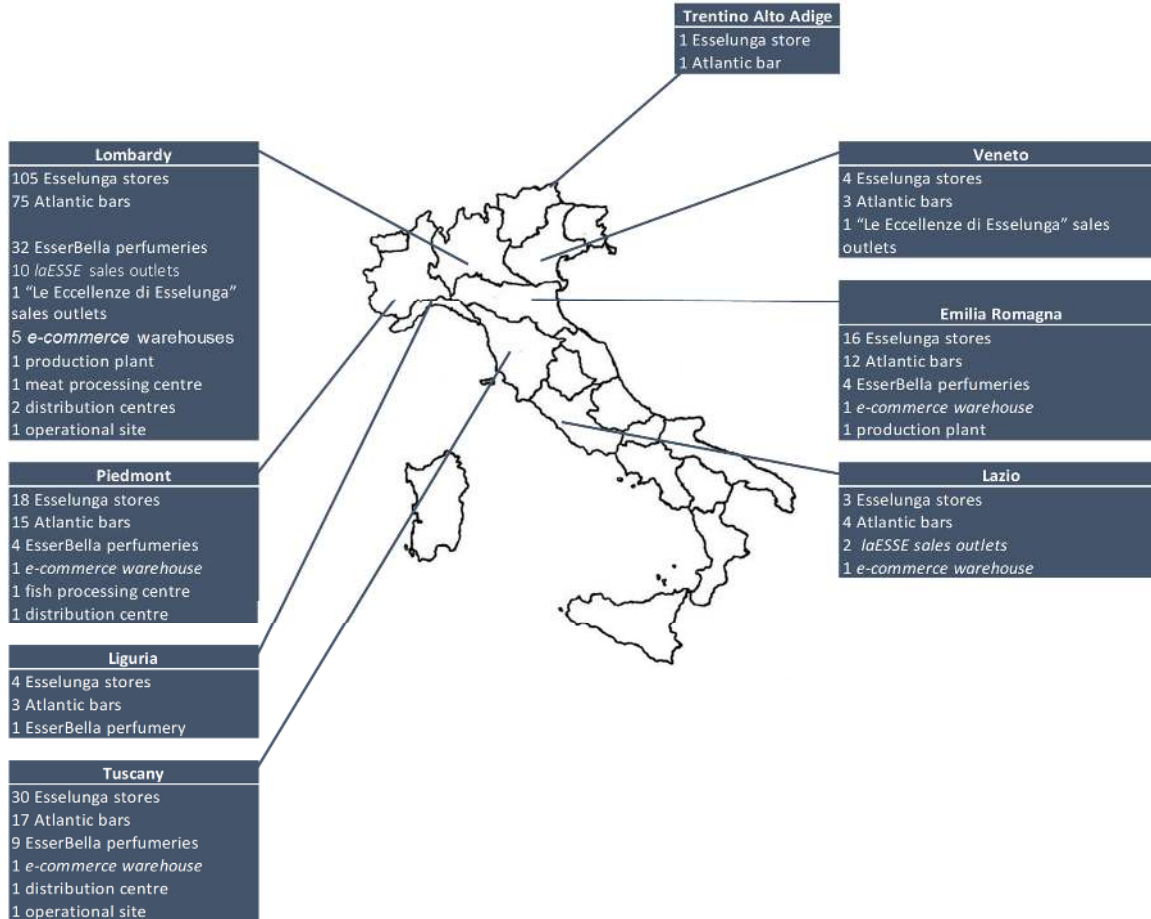 Trentino Alto Adige
1 Esselunga store
1 Atlantic bar
Lombardy
105 Esselunga stores
75 Atlantic bars
32 EsserBella perfumeries
10 laESSE sales outlets
1 "Le Eccellenze di Esselunga"
sales outlets
5 e-commerce warehouses
1 production plant
1 meat processing centre
2 distribution centres
1 operational site
Veneto
4 Esselunga stores
3 Atlantic bars
1 "Le Eccellenze di Esselunga" sales
outlets
Emilia Romagna
16 Esselunga stores
12 Atlantic bars
4 EsserBella perfumeries
1 e-commerce warehouse
1 production plant
Piedmont
18 Esselunga stores
15 Atlantic bars
4 EsserBella perfumeries
1 e-commerce warehouse
1 fish processing centre
1 distribution centre
Lazio
3 Esselunga stores
4 Atlantic bars
2 laESSE sales outlets
1 e-commerce warehouse
Liguria
4 Esselunga stores
3 Atlantic bars
1 EsserBella perfumery
Tuscany
30 Esselunga stores
17 Atlantic bars
9 EsserBella perfumeries
1 e-commerce warehouse
1 distribution centre
1 operational site